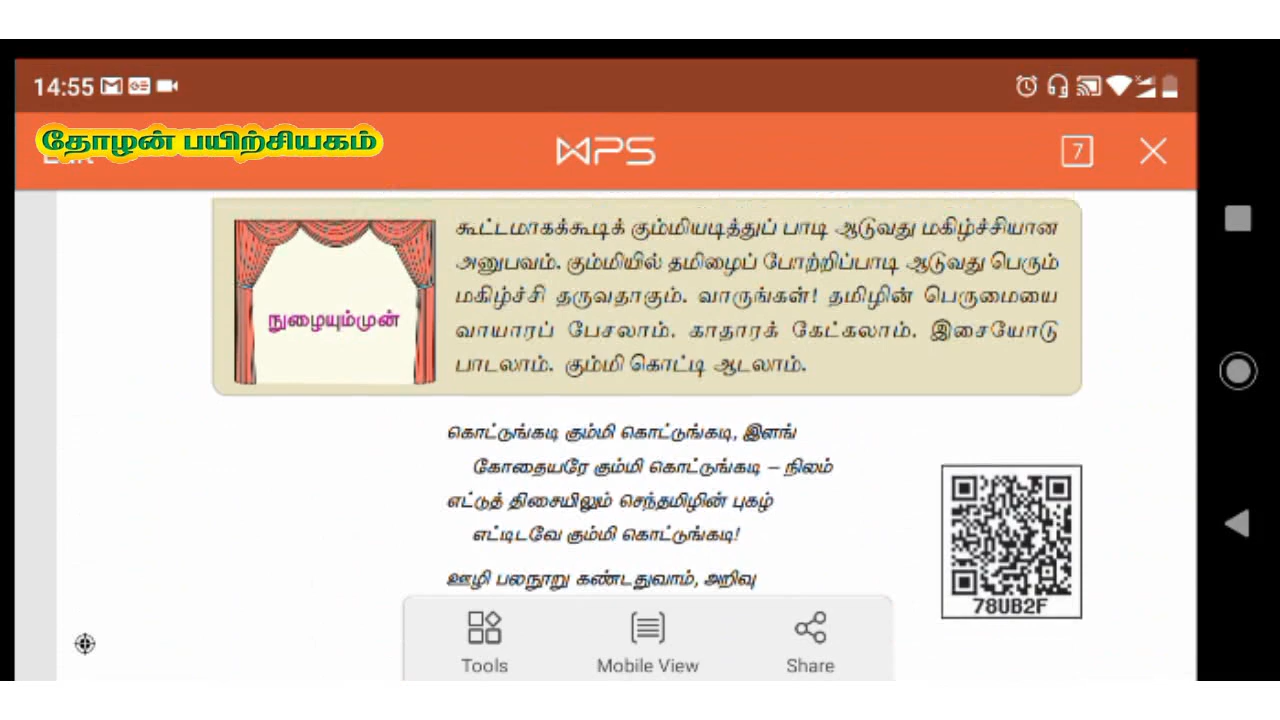 14:55
தோழன் பயிற்சியகம்
WPS
7
நுழையும்முன்
கூட்டமாகக்கூடிக் கும்மியடித்துப் பாடி ஆடுவது மகிழ்ச்சியான
அனுபவம். கும்மியில் தமிழைப் போற்றிப்பாடி ஆடுவது பெரும்
மகிழ்ச்சி தருவதாகும். வாருங்கள்! தமிழின் பெருமையை
வாயாரப் பேசலாம். காதாரக் கேட்கலாம். இசையோடு
பாடலாம். கும்மி கொட்டி ஆடலாம்.
கொட்டுங்கடி கும்மி கொட்டுங்கடி, இளங்
கோதையரே கும்மி கொட்டுங்கடி – நிலம்
எட்டுத் திசையிலும் செந்தமிழின் புகழ்
எட்டிடவே கும்மி கொட்டுங்கடி!
ஊழி பலநூறு கண்டதுவாம், அறிவு
78UB2F
Tools
Mobile View
Share